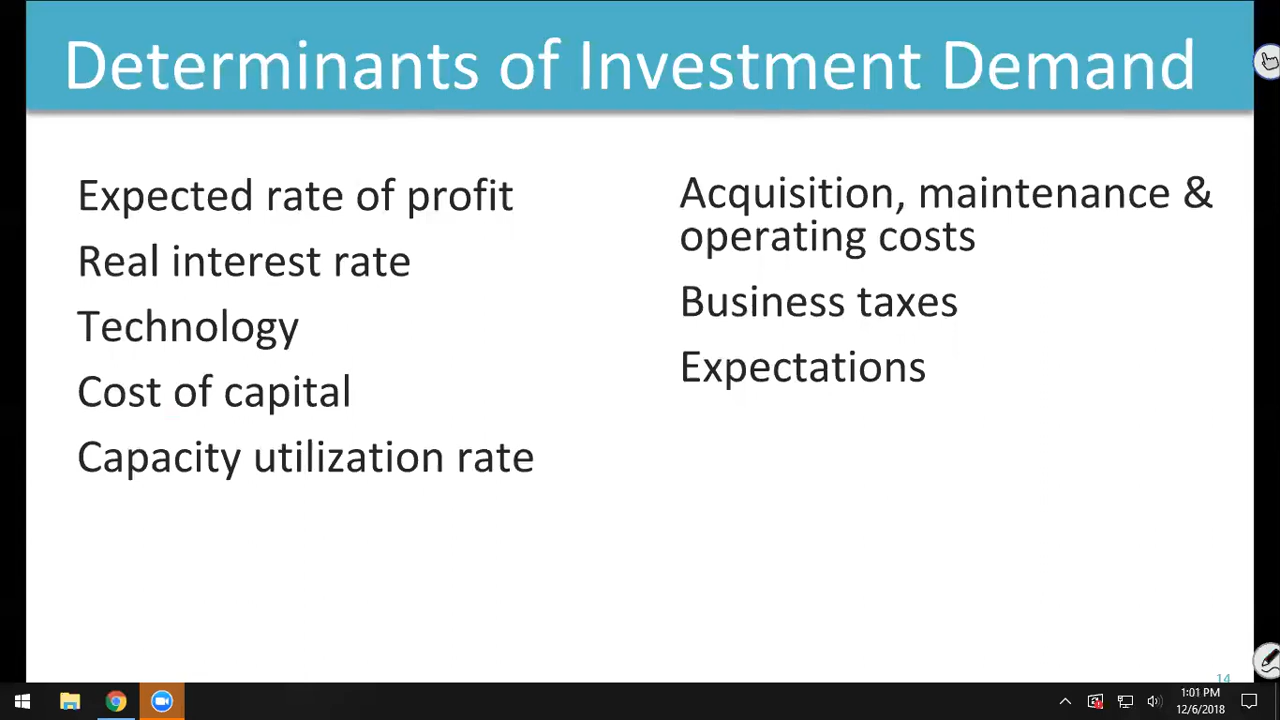 Determinants of Investment Demand
Expected rate of profit
Real interest rate
Technology
Cost of capital
Capacity utilization rate
Acquisition, maintenance &
operating costs
Business taxes
Expectations
14
1:01 PM
12/6/2018